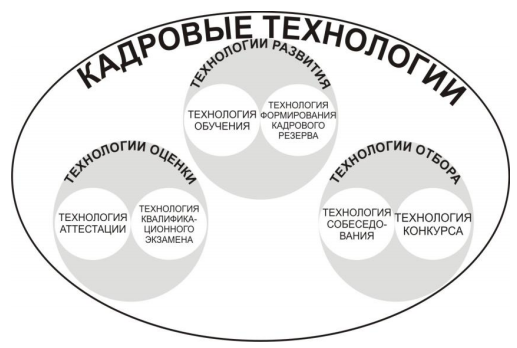 КАДРОВЫЕ ТЕХНОЛОГИИ
ТЕХНОЛОГИИ РАЗВИТИЯ
ТЕХНОЛОГИЯ
ОБУЧЕНИЯ
ТЕХНОЛОГИЯ
ФОРМИРОВАНИЯ
КАДРОВОГО
РЕЗЕРВА
ТЕХНОЛОГИИ ОЦЕНКИ
ТЕХНОЛОГИЯ
АТТЕСТАЦИИ
ТЕХНОЛОГИЯ
КВАЛИФИКА-
ЦИОННОГО
ЭКЗАМЕНА
ТЕХНОЛОГИИ ОТБОРА
ТЕХНОЛОГИЯ
СОБЕСЕДО-
ВАНИЯ
ТЕХНОЛОГИЯ
КОНКУРСА